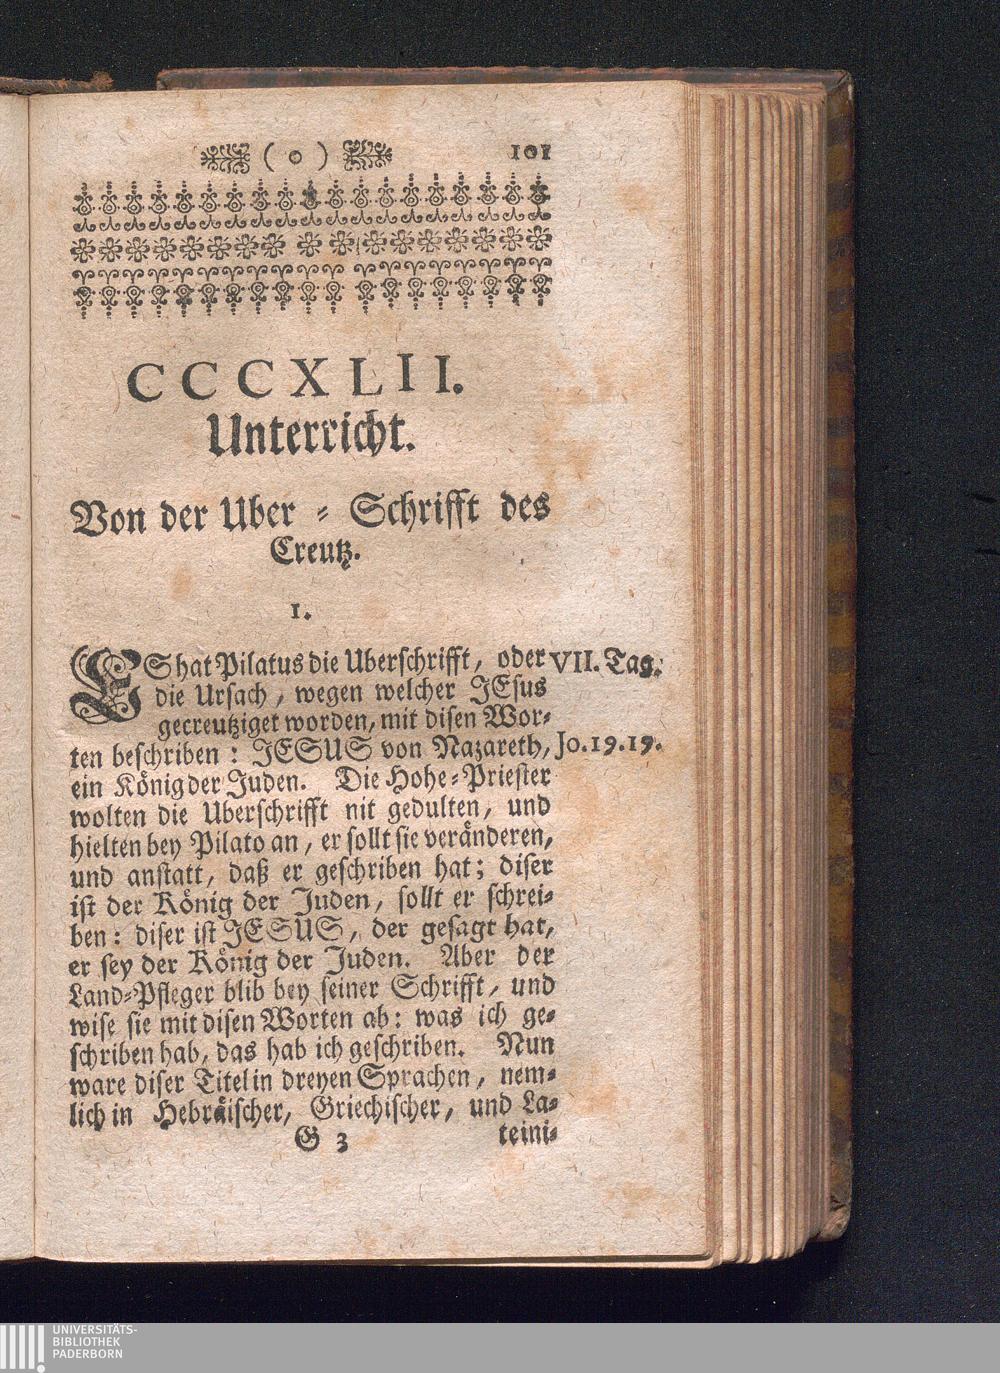 ( o ) 101
CCCXLII.
Unterricht.
Von der Uber - Schrifft des
Creutz.
1.
ES hat Pilatus die Uberschrifft, oder VII. Tag.
die Ursach, wegen welcher JEsus
gecreutziget worden, mit disen Wor-
ten beschriben: JESUS von Nazareth, Jo. 19. 19.
ein König der Juden. Die Hohe-Priester
wolten die Uberschrifft nit gedulten, und
hielten bey Pilato an, er sollt sie veränderen,
und anstatt, daß er geschriben hat; diser
ist der König der Juden, sollt er schrei-
ben: diser ist JESUS, der gesagt hat,
er sey der König der Juden. Aber der
Land-Pfleger blib bey seiner Schrifft, und
wise sie mit disen Worten ab: was ich ge-
schriben hab, das hab ich geschriben. Nun
ware diser Titel in dreyen Sprachen, nem-
lich in Hebräischer, Griechischer, und La-
G 3 teini-
UNIVERSITÄTS-
BIBLIOTHEK
PADERBORN